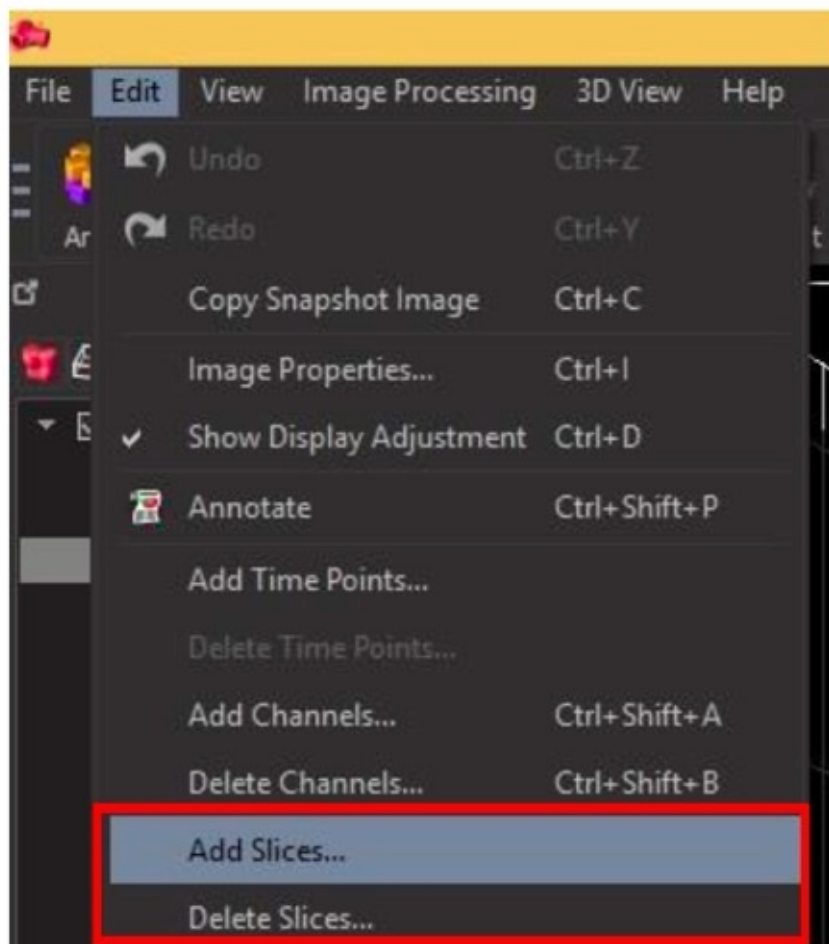 File Edit View Image Processing 3D View Help
Undo Ctrl+Z
Ar Redo Ctrl+Y t
Copy Snapshot Image Ctrl+C
Image Properties... Ctrl+I
Show Display Adjustment Ctrl+D
Annotate Ctrl+Shift+P
Add Time Points...
Delete Time Points...
Add Channels... Ctrl+Shift+A
Delete Channels... Ctrl+Shift+B
Add Slices...
Delete Slices...